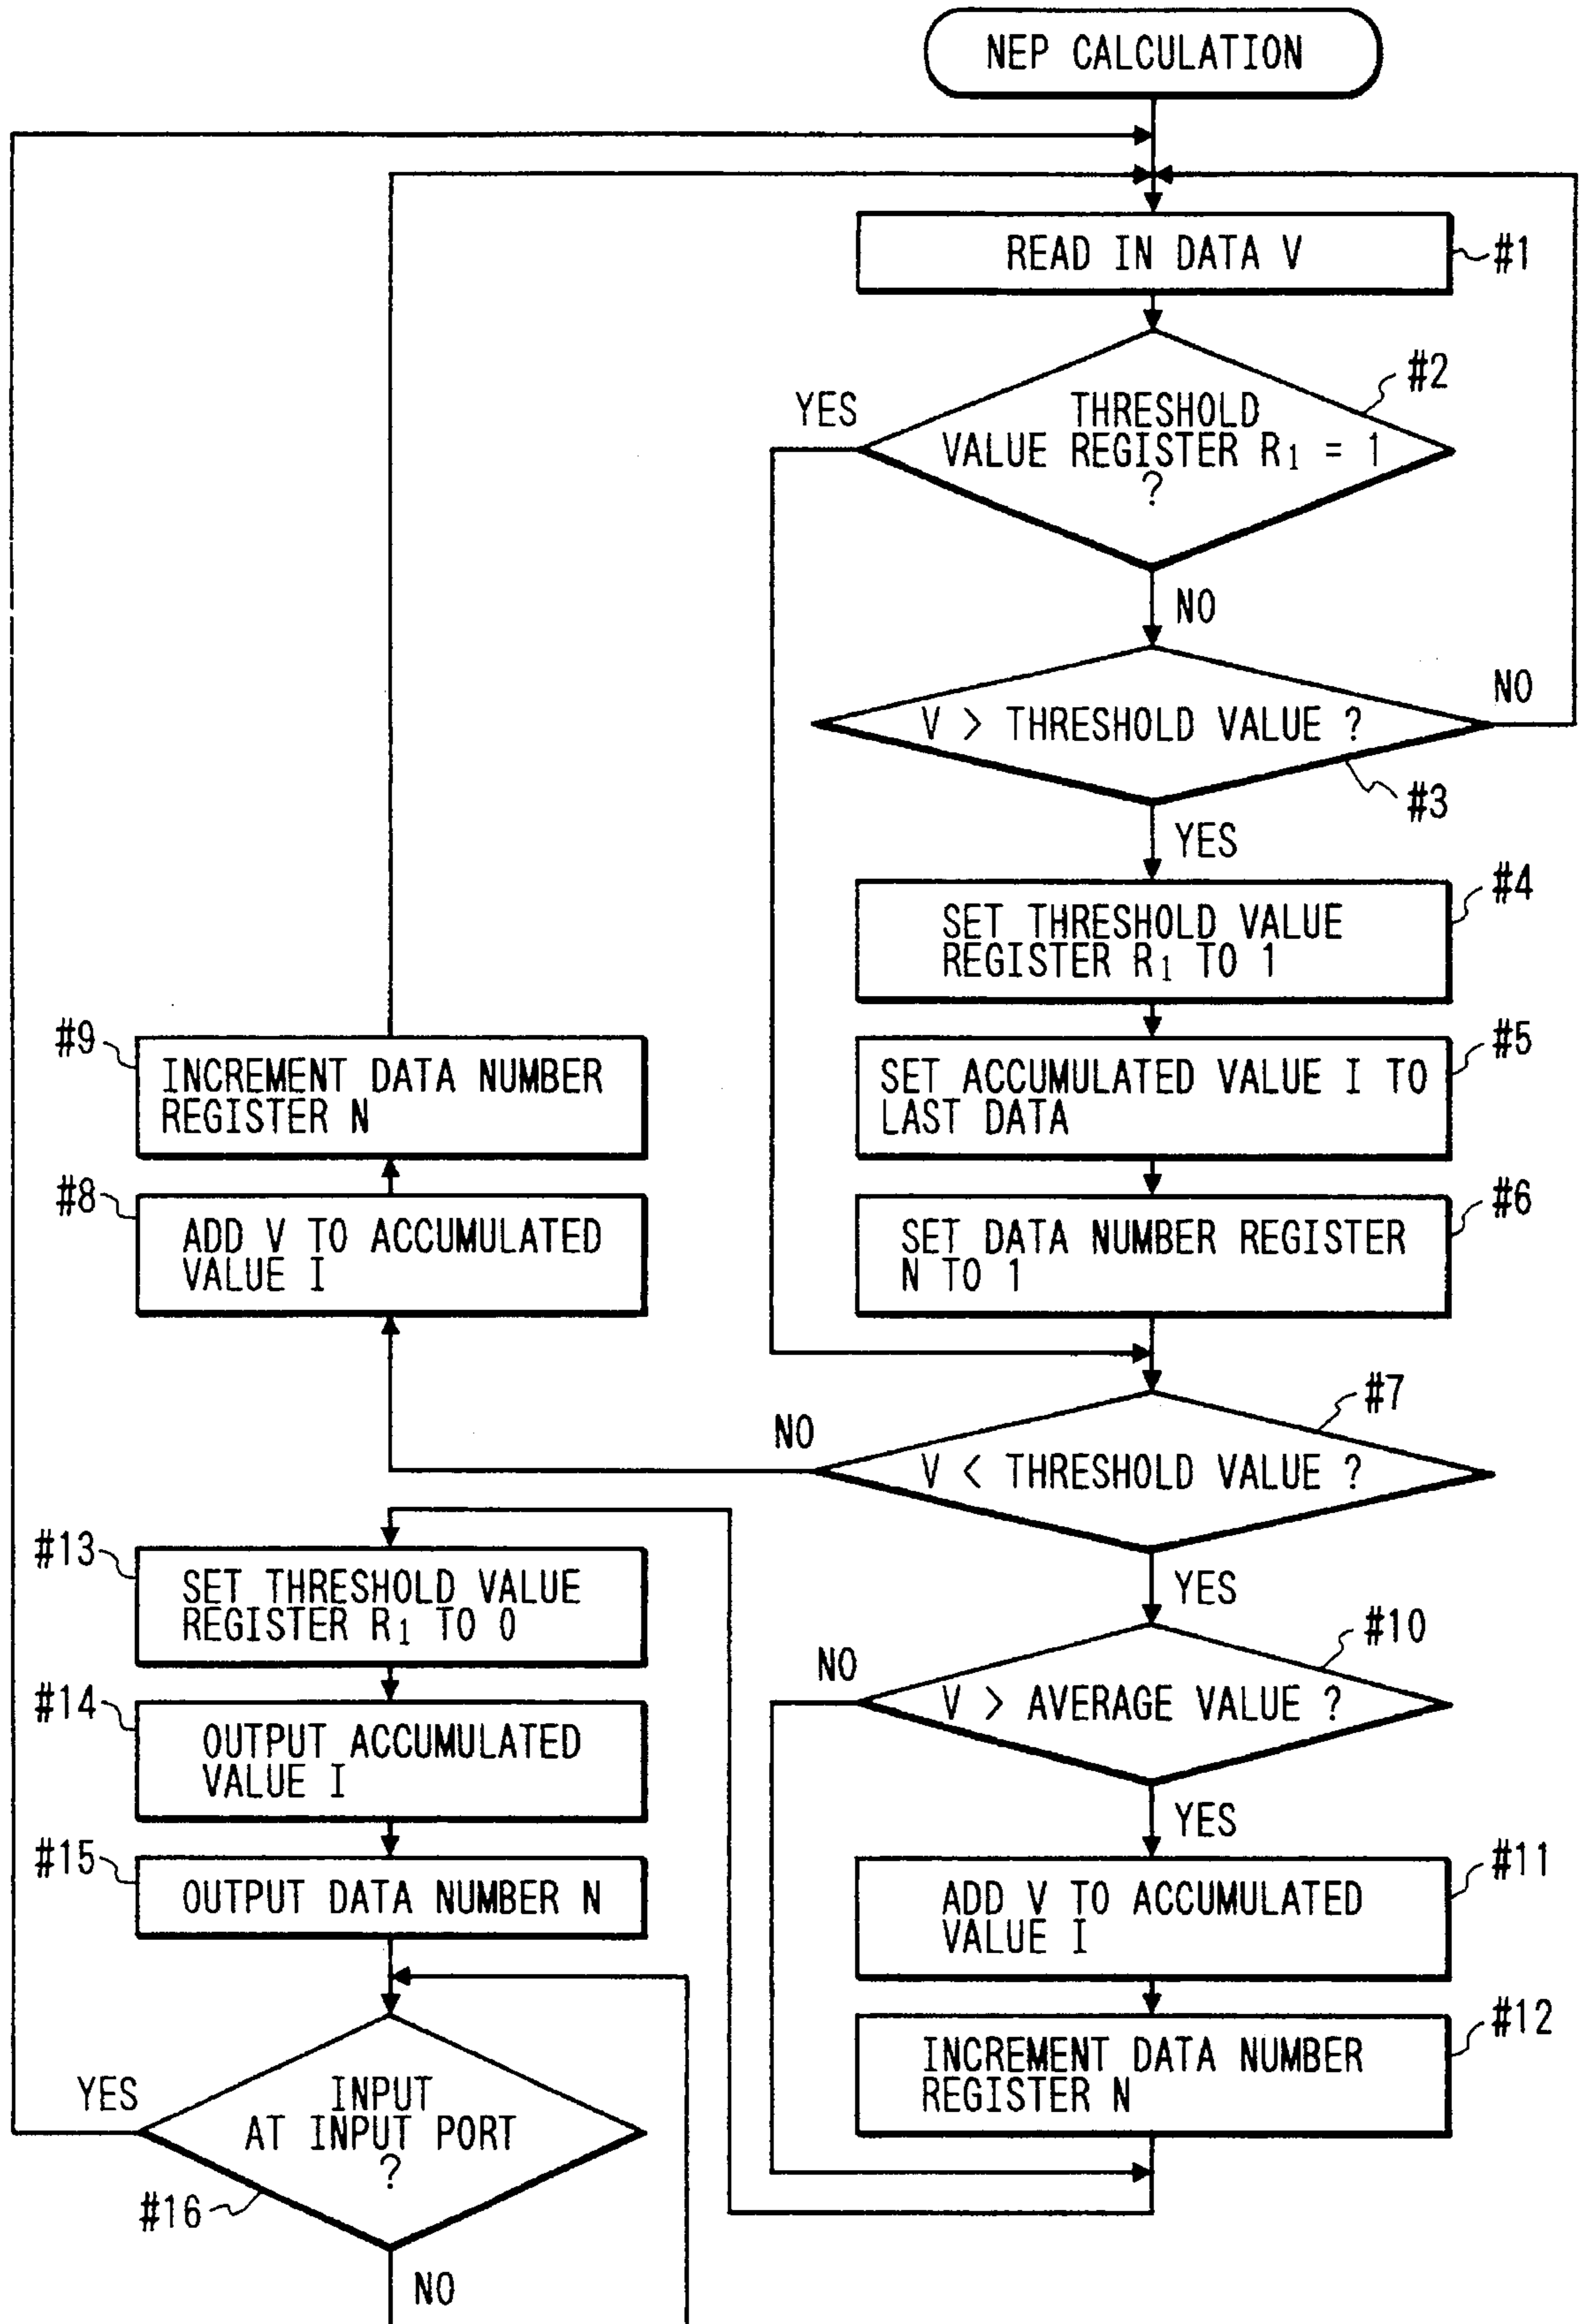 NEP CALCULATION
READ IN DATA V
#1
#2
YES
THRESHOLD
VALUE REGISTER R1 = 1
?
NO
V > THRESHOLD VALUE ?
NO
#3
YES
#4
SET THRESHOLD VALUE
REGISTER R1 TO 1
#5
SET ACCUMULATED VALUE I TO
LAST DATA
#6
SET DATA NUMBER REGISTER
N TO 1
#9
INCREMENT DATA NUMBER
REGISTER N
#8
ADD V TO ACCUMULATED
VALUE I
#7
NO
V < THRESHOLD VALUE ?
YES
#10
NO
V > AVERAGE VALUE ?
YES
#11
ADD V TO ACCUMULATED
VALUE I
#12
INCREMENT DATA NUMBER
REGISTER N
#13
SET THRESHOLD VALUE
REGISTER R1 TO 0
#14
OUTPUT ACCUMULATED
VALUE I
#15
OUTPUT DATA NUMBER N
YES
INPUT
AT INPUT PORT
?
#16
NO